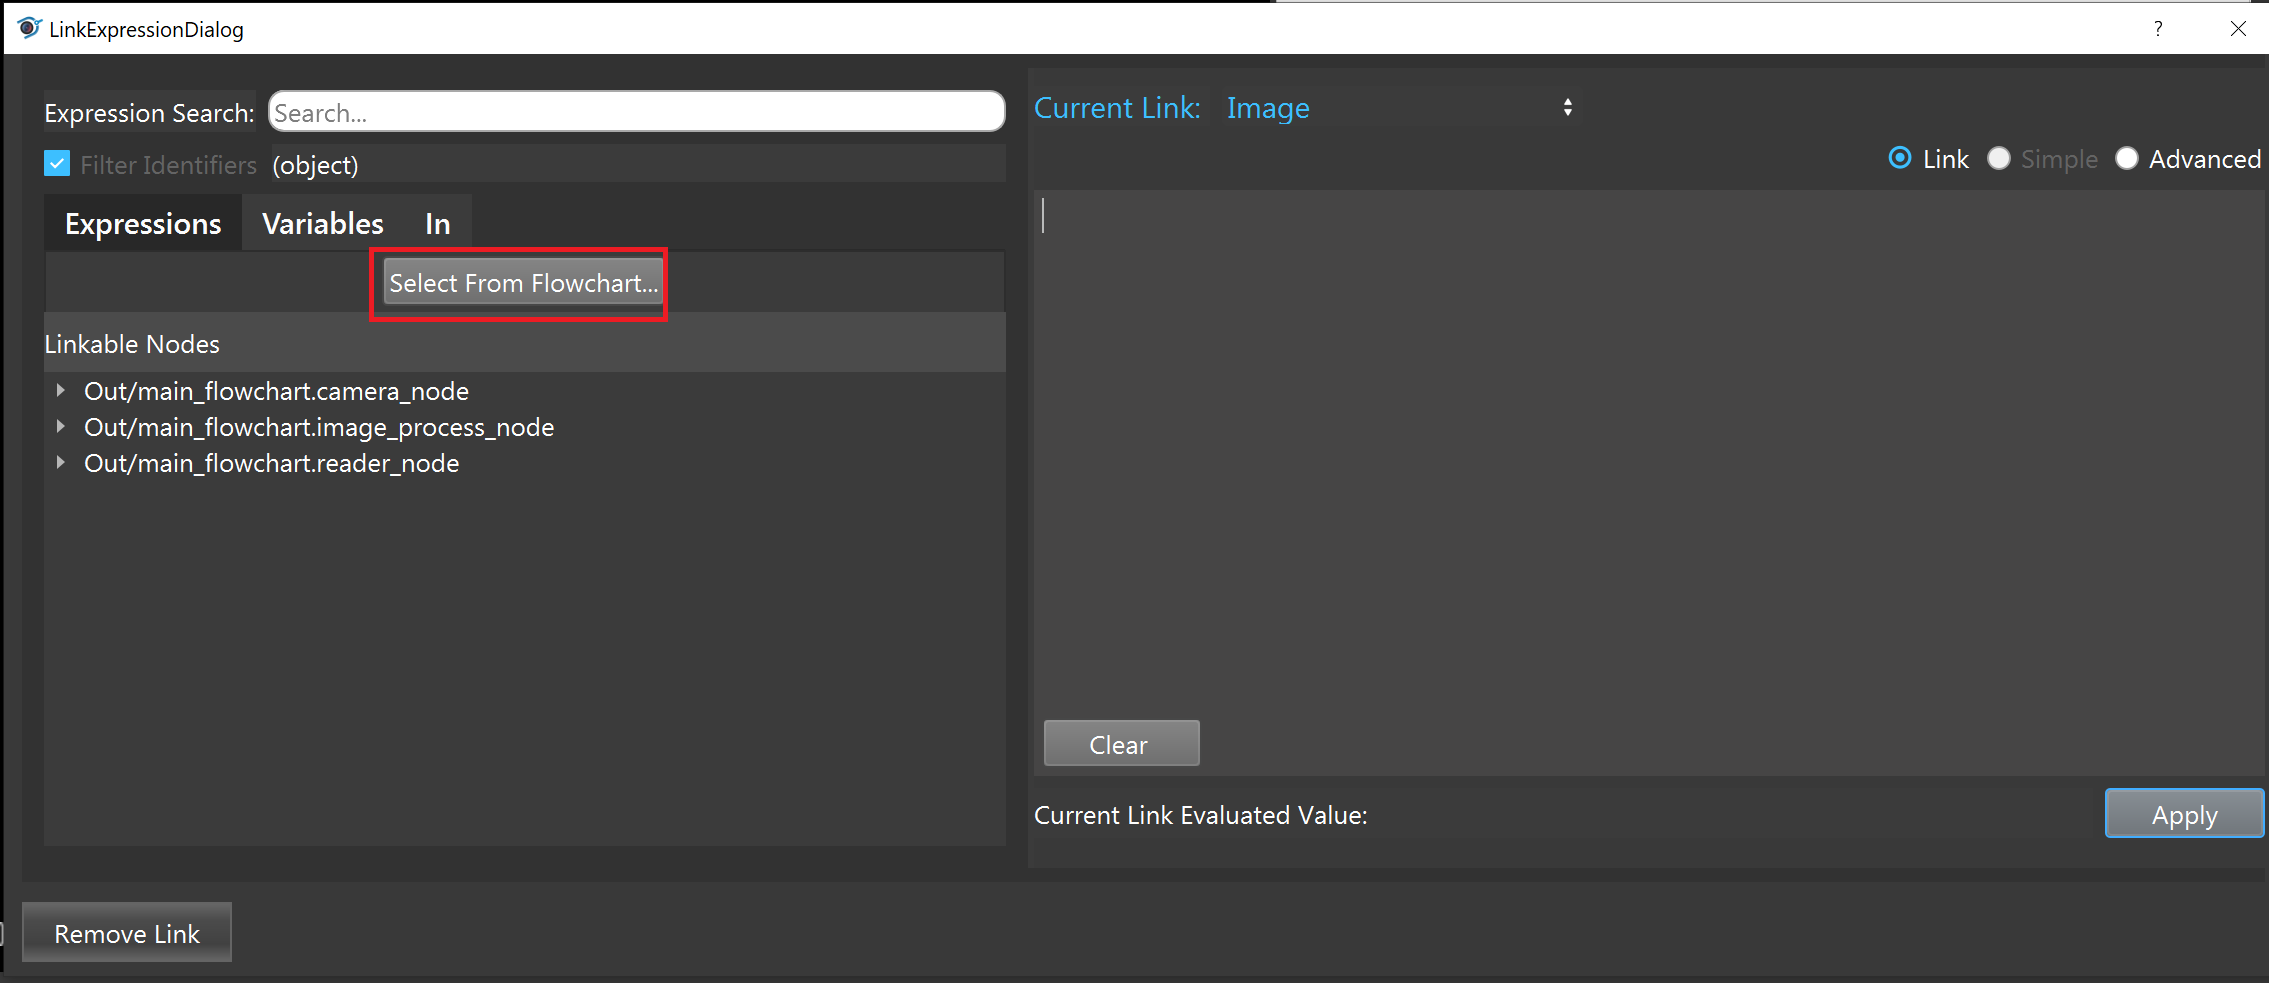 LinkExpressionDialog
?
Expression Search:
Search...
Filter Identifiers
(object)
Expressions
Variables
In
Select From Flowchart...
Linkable Nodes
Out/main_flowchart.camera_node
Out/main_flowchart.image_process_node
Out/main_flowchart.reader_node
Current Link:
Image
Link
Simple
Advanced
Clear
Current Link Evaluated Value:
Apply
Remove Link